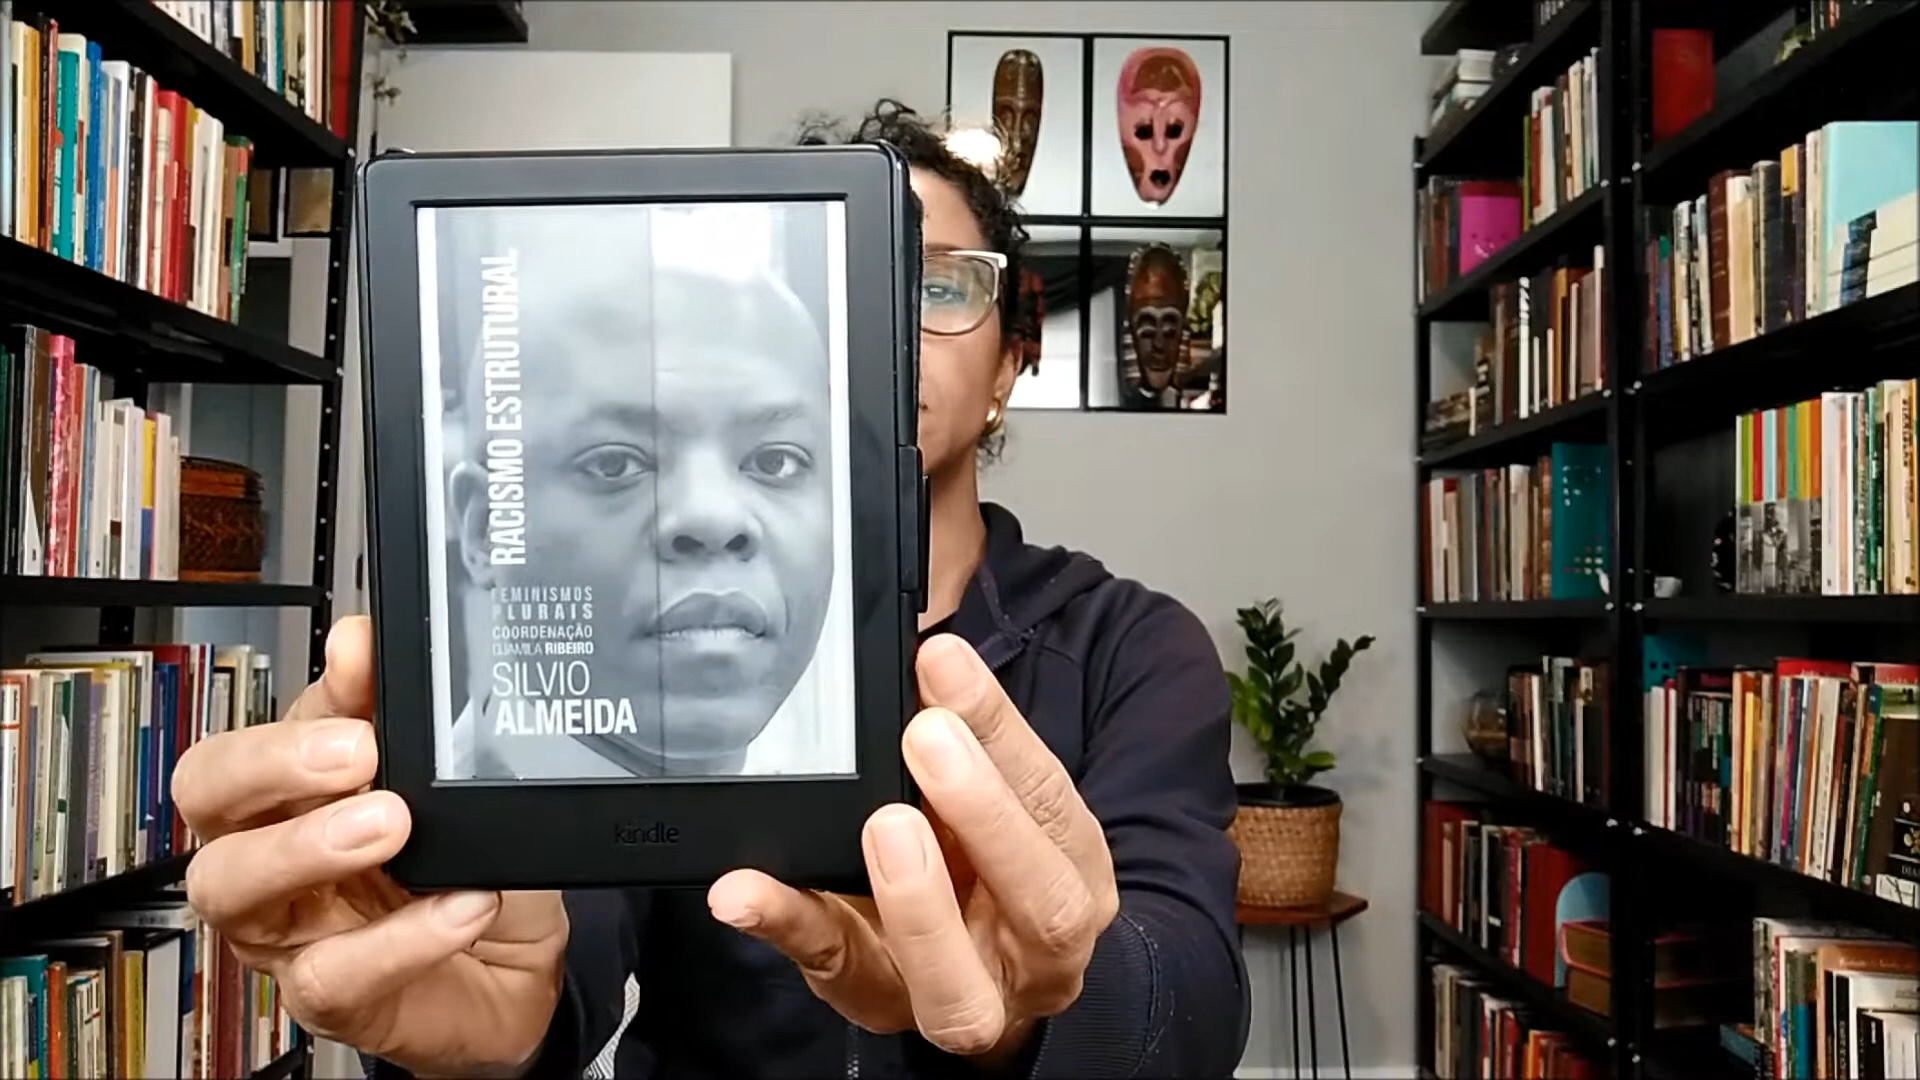 RACISMO ESTRUTURAL
FEMINISMOS
PLURAIS
COORDENAÇÃO
DJAMILA RIBEIRO
SILVIO
ALMEIDA
kindle